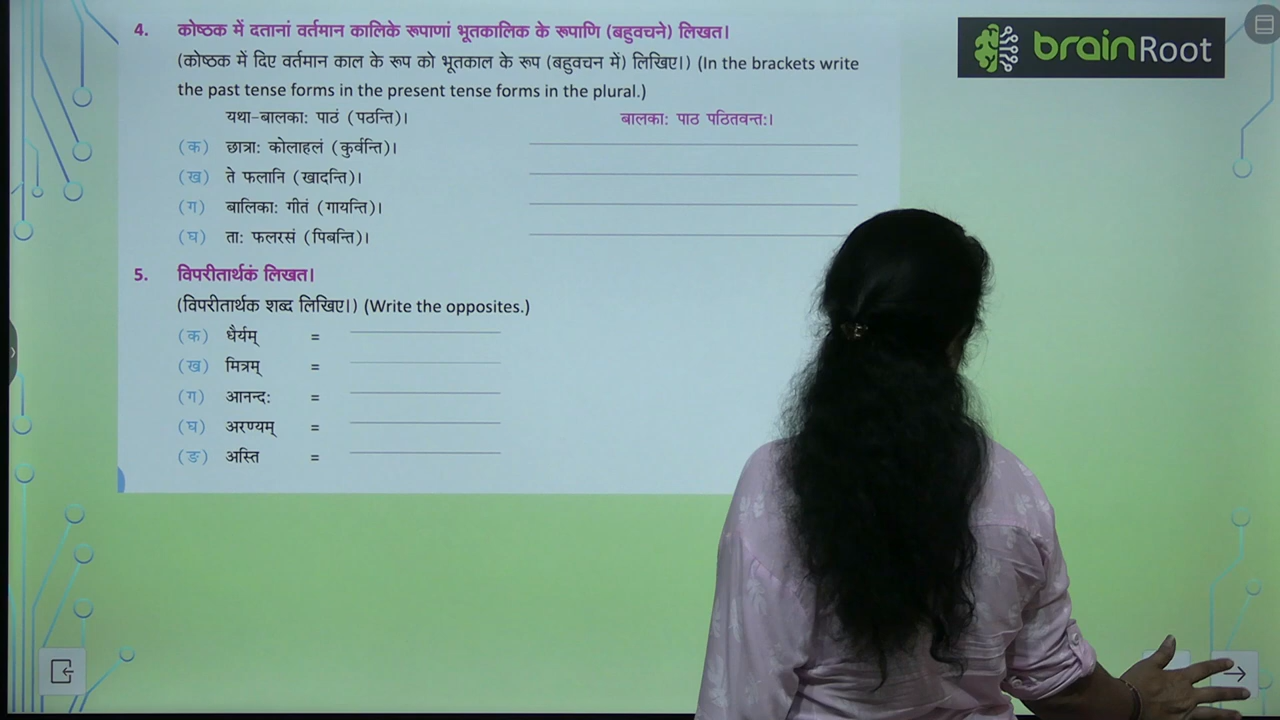 brainRoot
4. कोष्ठक में दतानां वर्तमान कालिके रूपाणां भूतकालिक के रूपाणि (बहुवचने) लिखत।
(कोष्ठक में दिए वर्तमान काल के रूप को भूतकाल के रूप (बहुवचन में) लिखिए।) (In the brackets write
the past tense forms in the present tense forms in the plural.)
यथा-बालका: पाठं (पठन्ति)। बालका: पाठ पठितवन्त:।
(क) छात्रा: कोलाहलं (कुर्वन्ति)।
(ख) ते फलानि (खादन्ति)।
(ग) बालिका: गीतं (गायन्ति)।
(घ) ता: फलरसं (पिबन्ति)।
5. विपरीतार्थकं लिखत।
(विपरीतार्थक शब्द लिखिए।) (Write the opposites.)
(क) धैर्यम् =
(ख) मित्रम् =
(ग) आनन्द: =
(घ) अरण्यम् =
(ङ) अस्ति =